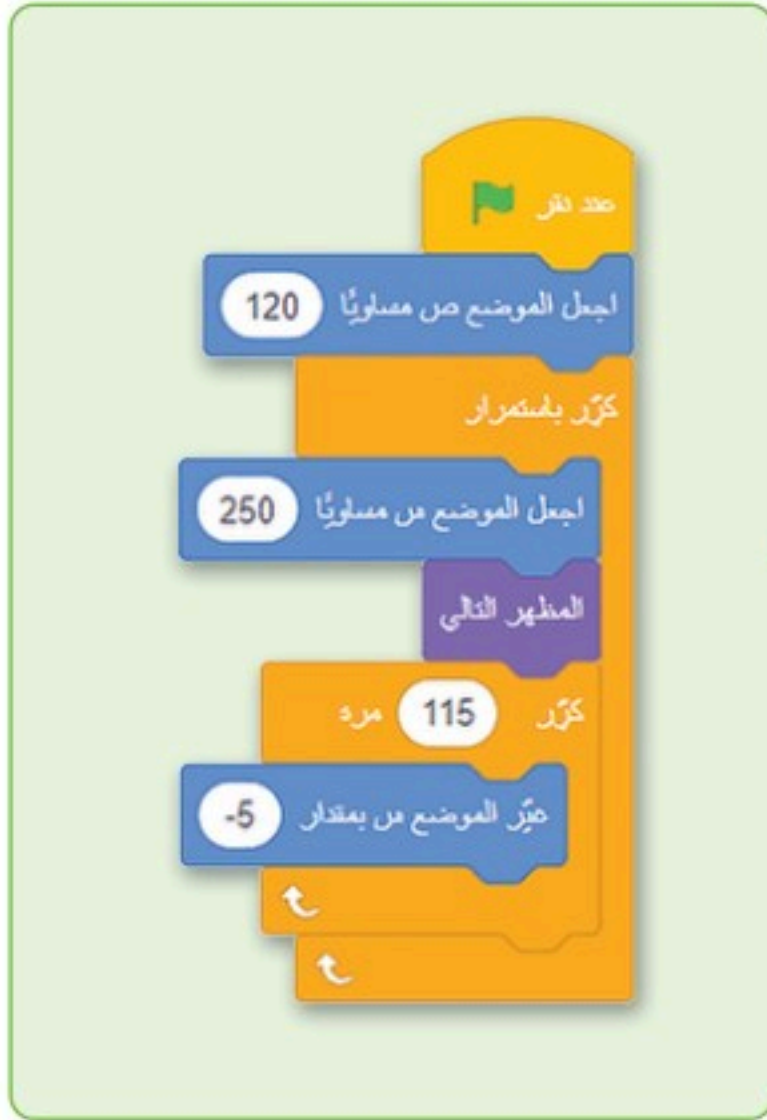 عند نقر
اجعل الموضع ص مساويًا 120
كرّر باستمرار
اجعل الموضع س مساويًا 250
المظهر التالي
كرّر 115 مرة
غيّر الموضع س بمقدار -5